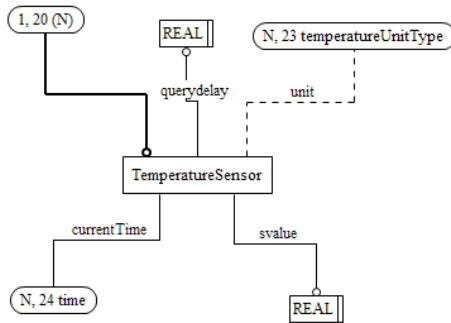 1, 20 (N)
REAL
N, 23 temperatureUnitType
querydelay
unit
TemperatureSensor
currentTime
svalue
N, 24 time
REAL